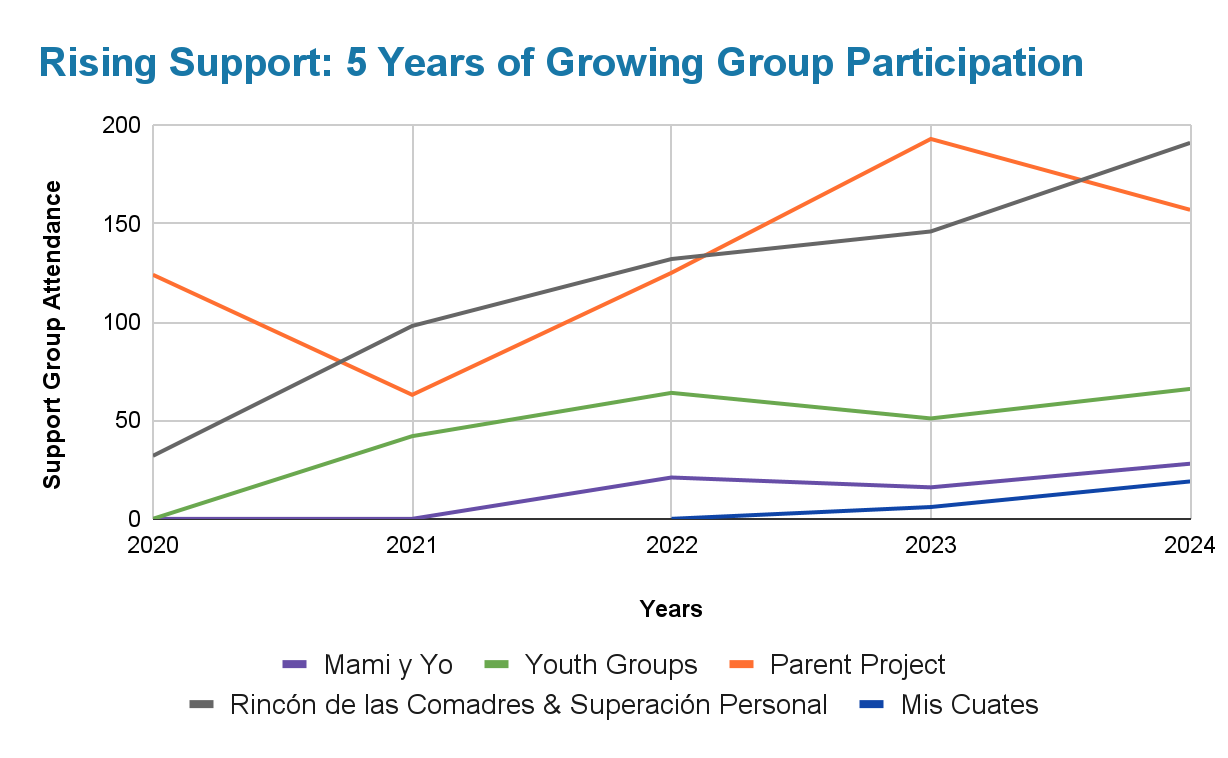 Rising Support: 5 Years of Growing Group Participation
Support Group Attendance
200
150
100
50
0
2020 2021 2022 2023 2024
Years
Mami y Yo Youth Groups Parent Project
Rincón de las Comadres & Superación Personal Mis Cuates